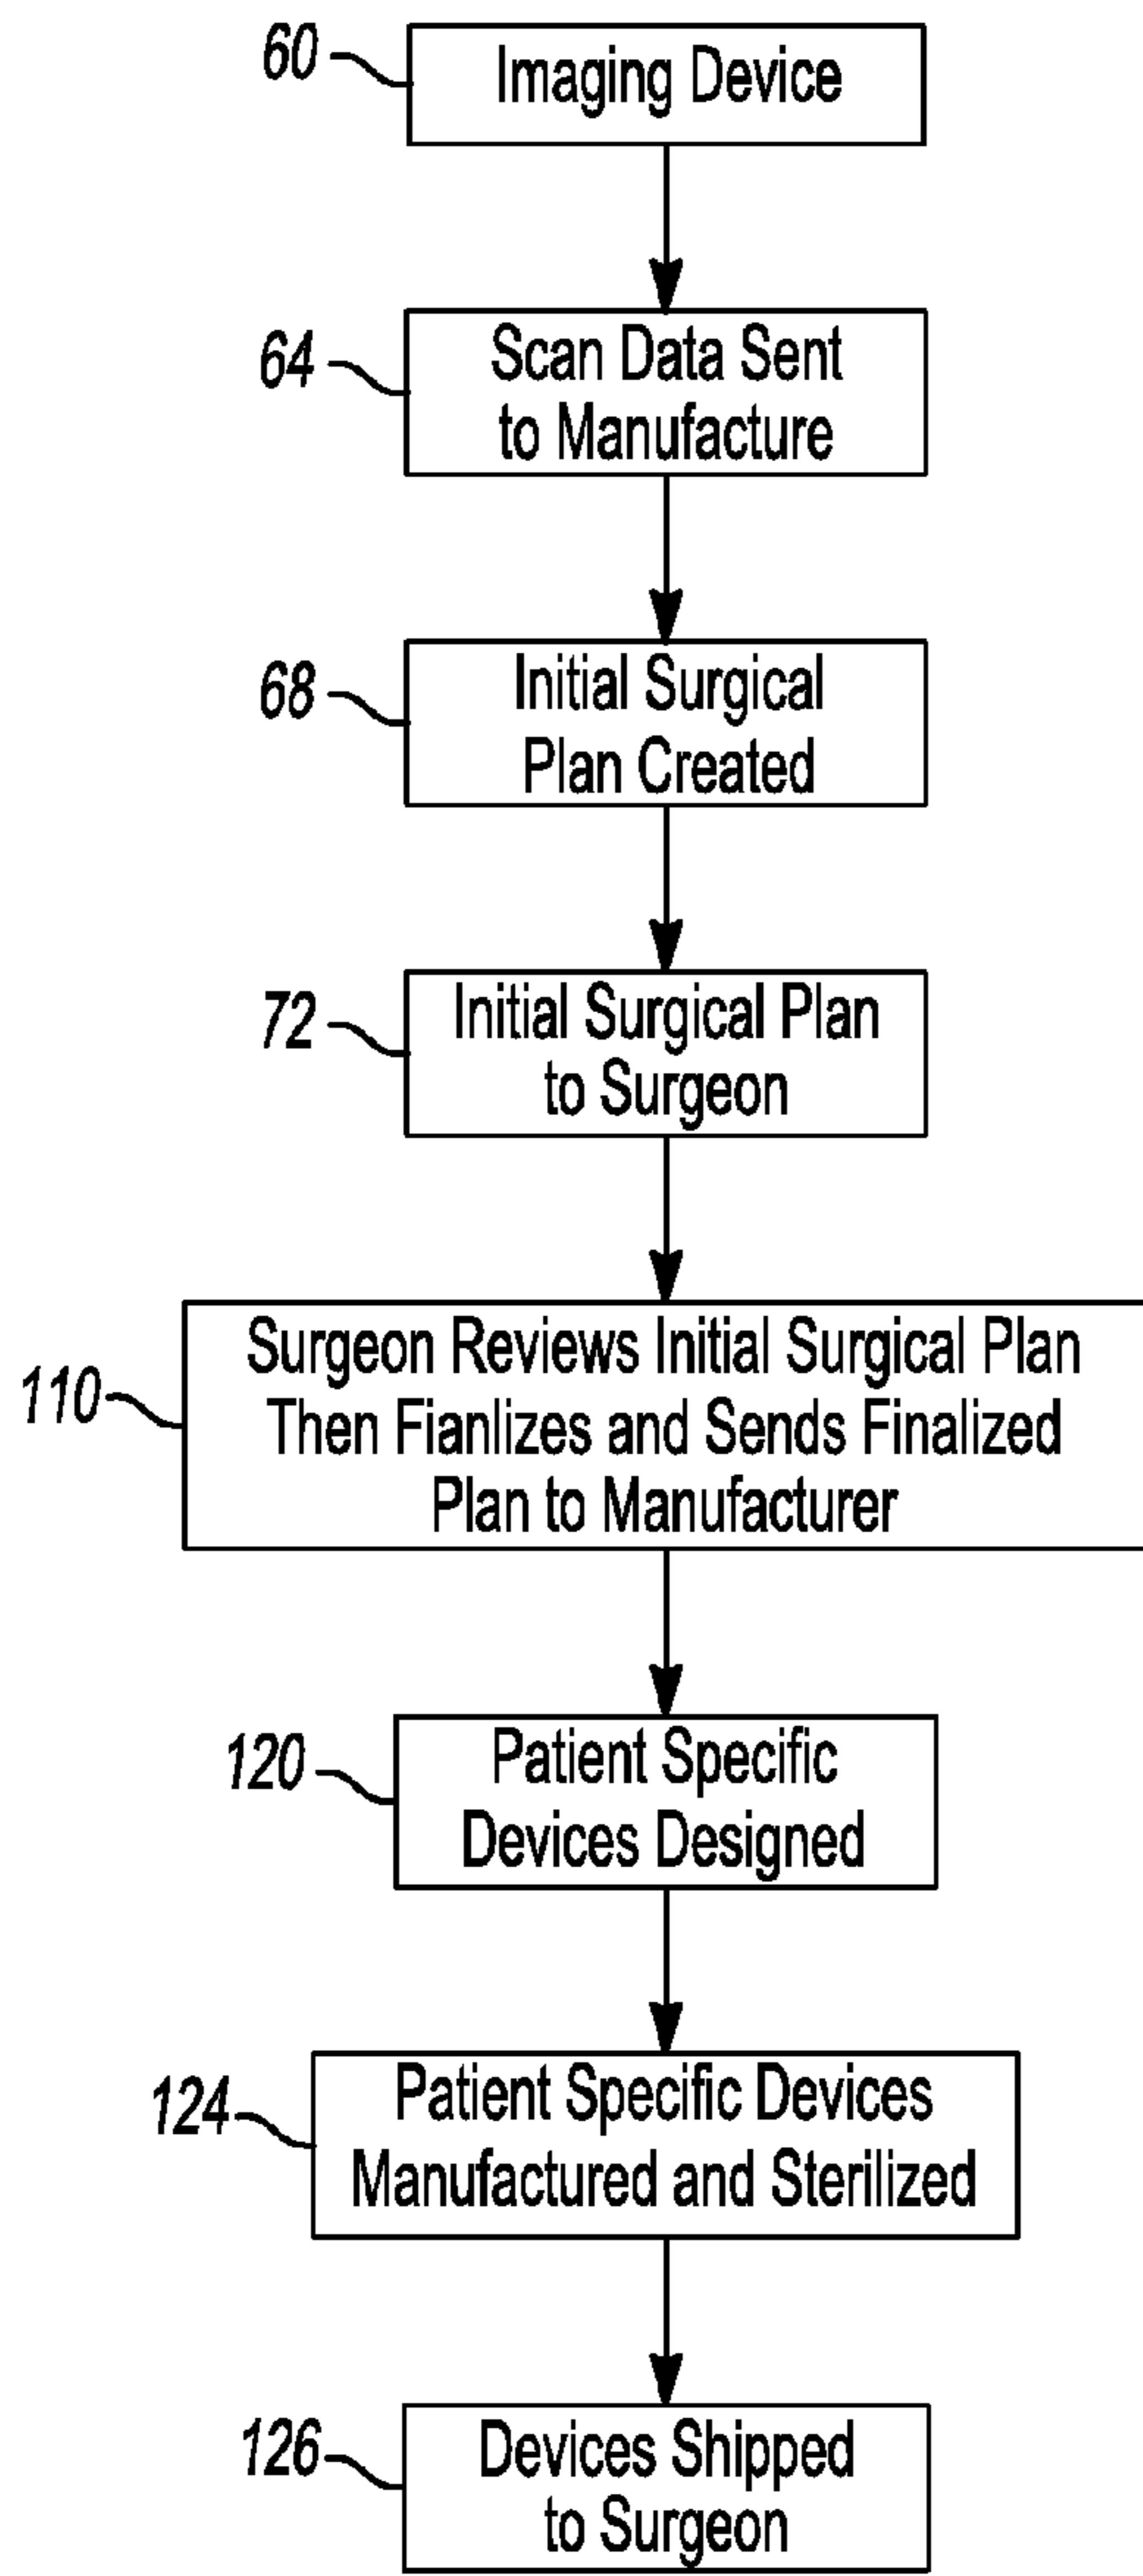 60
Imaging Device
64
Scan Data Sent
to Manufacture
68
Initial Surgical
Plan Created
72
Initial Surgical Plan
to Surgeon
110
Surgeon Reviews Initial Surgical Plan
Then Fianlizes and Sends Finalized
Plan to Manufacturer
120
Patient Specific
Devices Designed
124
Patient Specific Devices
Manufactured and Sterilized
126
Devices Shipped
to Surgeon